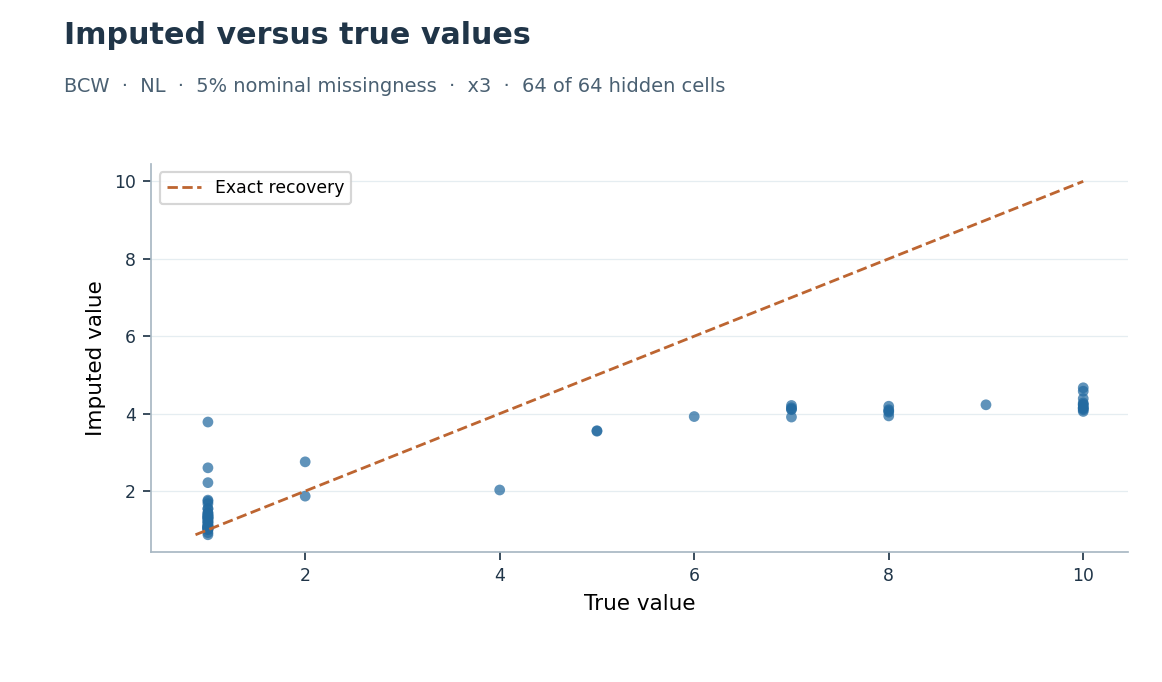 Imputed versus true values
BCW · NL · 5% nominal missingness · x3 · 64 of 64 hidden cells
Exact recovery
10
8
6
4
2
Imputed value
2
4
6
8
10
True value